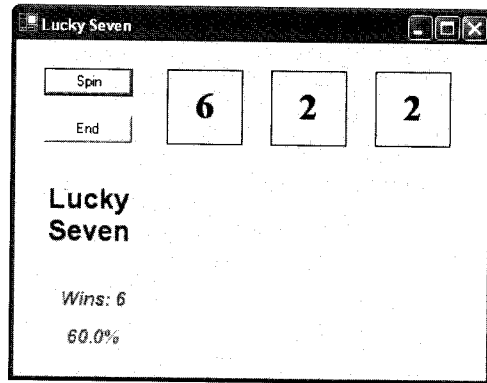 Lucky Seven
Spin
6 2 2
End
Lucky
Seven
Wins: 6
60.0%